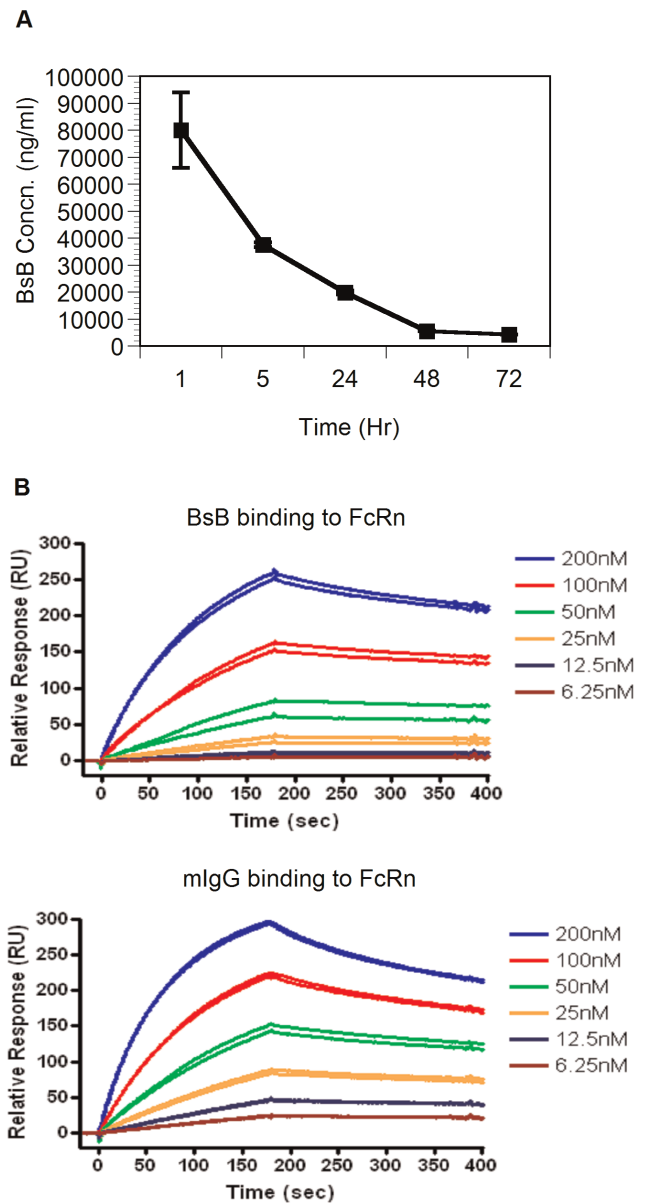 A
BsB Concn. (ng/ml)
100000
90000
80000
70000
60000
50000
40000
30000
20000
10000
0
1 5 24 48 72
Time (Hr)
B
BsB binding to FcRn
Relative Response (RU)
300
250
200
150
100
50
0
0 50 100 150 200 250 300 350 400
Time (sec)
200nM
100nM
50nM
25nM
12.5nM
6.25nM
mIgG binding to FcRn
Relative Response (RU)
300
250
200
150
100
50
0
0 50 100 150 200 250 300 350 400
Time (sec)
200nM
100nM
50nM
25nM
12.5nM
6.25nM